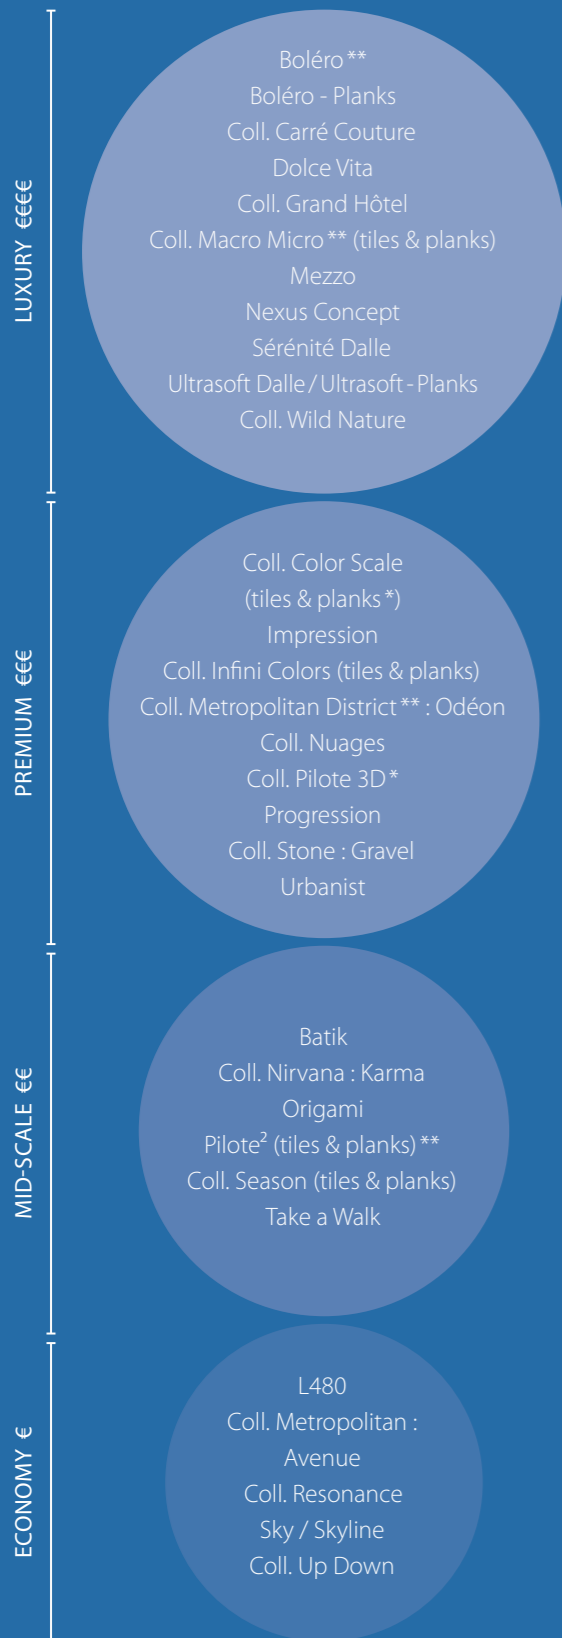 LUXURY €€€€
Boléro **
Boléro - Planks
Coll. Carré Couture
Dolce Vita
Coll. Grand Hôtel
Coll. Macro Micro ** (tiles & planks)
Mezzo
Nexus Concept
Sérénité Dalle
Ultrasoft Dalle / Ultrasoft - Planks
Coll. Wild Nature
PREMIUM €€€
Coll. Color Scale
(tiles & planks *)
Impression
Coll. Infini Colors (tiles & planks)
Coll. Metropolitan District ** : Odéon
Coll. Nuages
Coll. Pilote 3D *
Progression
Coll. Stone : Gravel
Urbanist
MID-SCALE €€
Batik
Coll. Nirvana : Karma
Origami
Pilote² (tiles & planks) **
Coll. Season (tiles & planks)
Take a Walk
ECONOMY €
L480
Coll. Metropolitan :
Avenue
Coll. Resonance
Sky / Skyline
Coll. Up Down